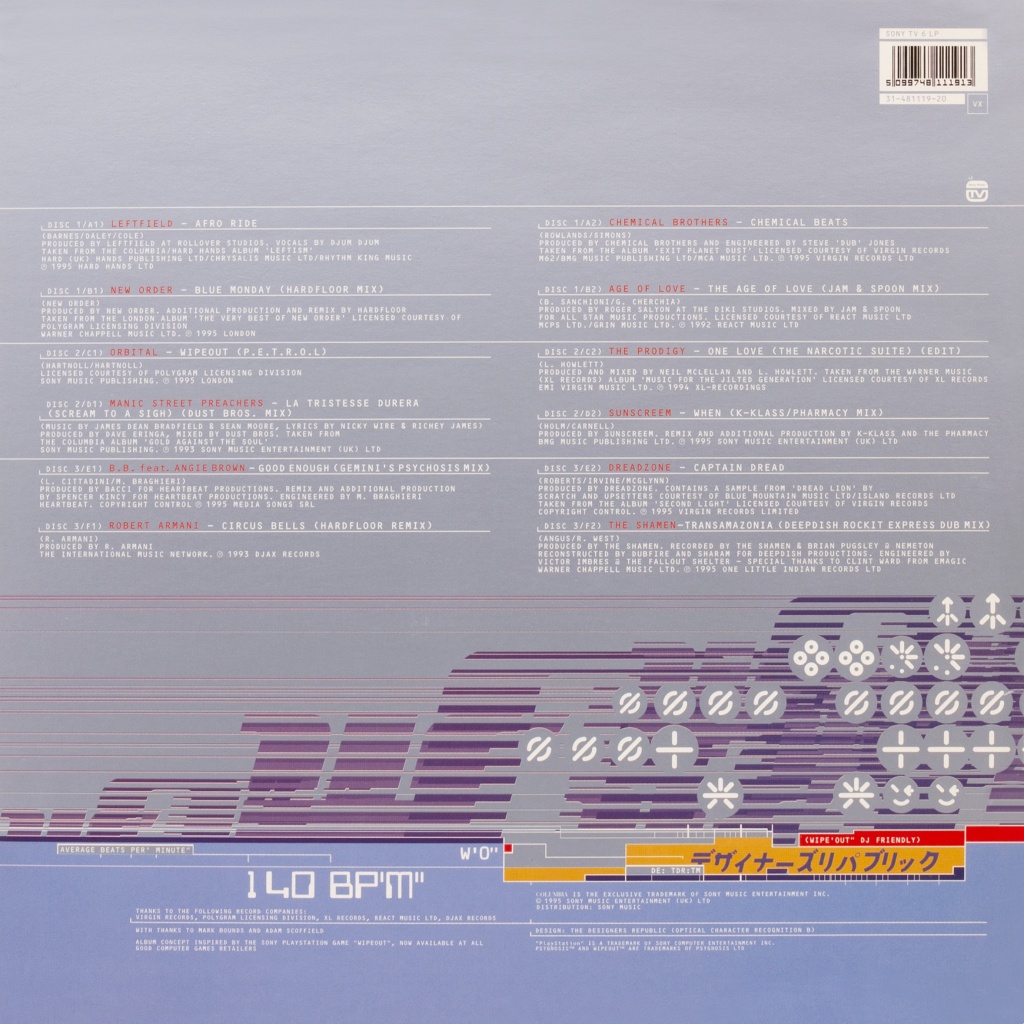 SONY TV 6 LP
5 099748 111913
31-481119-20
VX
TV
DISC 1/A1) LEFTFIELD - AFRO RIDE
(BARNES/DALEY/COLE)
PRODUCED BY LEFTFIELD AT ROLLOVER STUDIOS. VOCALS BY DJUM DJUM
TAKEN FROM THE COLUMBIA/HARD HANDS ALBUM 'LEFTISM'
HARD (UK) HANDS PUBLISHING LTD/CHRYSALIS MUSIC LTD/RHYTHM KING MUSIC
℗ 1995 HARD HANDS LTD
DISC 1/B1) NEW ORDER - BLUE MONDAY (HARDFLOOR MIX)
(NEW ORDER)
PRODUCED BY NEW ORDER. ADDITIONAL PRODUCTION AND REMIX BY HARDFLOOR
TAKEN FROM THE LONDON ALBUM 'THE VERY BEST OF NEW ORDER' LICENSED COURTESY OF
POLYGRAM LICENSING DIVISION
WARNER CHAPPELL MUSIC LTD. ℗ 1995 LONDON
DISC 2/C1) ORBITAL - WIPEOUT (P.E.T.R.O.L)
(HARTNOLL/HARTNOLL)
LICENSED COURTESY OF POLYGRAM LICENSING DIVISION
SONY MUSIC PUBLISHING. ℗ 1995 LONDON
DISC 2/D1) MANIC STREET PREACHERS - LA TRISTESSE DURERA
(SCREAM TO A SIGH) (DUST BROS. MIX)
(MUSIC BY JAMES DEAN BRADFIELD & SEAN MOORE, LYRICS BY NICKY WIRE & RICHEY JAMES)
PRODUCED BY DAVE ERINGA, MIXED BY DUST BROS. TAKEN FROM
THE COLUMBIA ALBUM 'GOLD AGAINST THE SOUL'
SONY MUSIC PUBLISHING. ℗ 1993 SONY MUSIC ENTERTAINMENT (UK) LTD
DISC 3/E1) B.B. feat. ANGIE BROWN - GOOD ENOUGH (GEMINI'S PSYCHOSIS MIX)
(L. CITTADINI/M. BRAGHIERI)
PRODUCED BY BACCI FOR HEARTBEAT PRODUCTIONS. REMIX AND ADDITIONAL PRODUCTION
BY SPENCER KINCY FOR HEARTBEAT PRODUCTIONS. ENGINEERED BY M. BRAGHIERI
HEARTBEAT. COPYRIGHT CONTROL ℗ 1995 MEDIA SONGS SRL
DISC 3/F1) ROBERT ARMANI - CIRCUS BELLS (HARDFLOOR REMIX)
(R. ARMANI)
PRODUCED BY R. ARMANI
THE INTERNATIONAL MUSIC NETWORK. ℗ 1993 DJAX RECORDS
DISC 1/A2) CHEMICAL BROTHERS - CHEMICAL BEATS
(ROWLANDS/SIMONS)
PRODUCED BY CHEMICAL BROTHERS AND ENGINEERED BY STEVE 'DUB' JONES
TAKEN FROM THE ALBUM 'EXIT PLANET DUST' LICENSED COURTESY OF VIRGIN RECORDS
M62/BMG MUSIC PUBLISHING LTD/MCA MUSIC LTD. ℗ 1995 VIRGIN RECORDS LTD
DISC 1/B2) AGE OF LOVE - THE AGE OF LOVE (JAM & SPOON MIX)
(B. SANCHIONI/G. CHERCHIA)
PRODUCED BY ROGER SALYON AT THE DIKI STUDIOS. MIXED BY JAM & SPOON
FOR ALL STAR MUSIC PRODUCTIONS. LICENSED COURTESY OF REACT MUSIC LTD
MCPS LTD./GRIN MUSIC LTD. ℗ 1992 REACT MUSIC LTD
DISC 2/C2) THE PRODIGY - ONE LOVE (THE NARCOTIC SUITE) (EDIT)
(L. HOWLETT)
PRODUCED AND MIXED BY NEIL MCLELLAN AND L. HOWLETT. TAKEN FROM THE WARNER MUSIC
(XL RECORDS) ALBUM 'MUSIC FOR THE JILTED GENERATION' LICENSED COURTESY OF XL RECORDS
EMI VIRGIN MUSIC LTD. ℗ 1994 XL-RECORDINGS
DISC 2/D2) SUNSCREEM - WHEN (K-KLASS/PHARMACY MIX)
(HOLM/CARNELL)
PRODUCED BY SUNSCREEM. REMIX AND ADDITIONAL PRODUCTION BY K-KLASS AND THE PHARMACY
BMG MUSIC PUBLISHING LTD. ℗ 1995 SONY MUSIC ENTERTAINMENT (UK) LTD
DISC 3/E2) DREADZONE - CAPTAIN DREAD
(ROBERTS/IRVINE/MCGLYNN)
PRODUCED BY DREADZONE. CONTAINS A SAMPLE FROM 'DREAD LION' BY
SCRATCH AND UPSETTERS COURTESY OF BLUE MOUNTAIN MUSIC LTD/ISLAND RECORDS LTD
TAKEN FROM THE ALBUM 'SECOND LIGHT' LICENSED COURTESY OF VIRGIN RECORDS LTD
COPYRIGHT CONTROL. ℗ 1995 VIRGIN RECORDS LIMITED
DISC 3/F2) THE SHAMEN-TRANSAMAZONIA (DEEPDISH ROCKIT EXPRESS DUB MIX)
(ANGUS/R. WEST)
PRODUCED BY THE SHAMEN. RECORDED BY THE SHAMEN & BRIAN PUGSLEY @ NEMETON
RECONSTRUCTED BY DUBFIRE AND SHARAM FOR DEEPDISH PRODUCTIONS. ENGINEERED BY
VICTOR IMBRES @ THE FALLOUT SHELTER - SPECIAL THANKS TO CLINT WARD FROM EMAGIC
WARNER CHAPPELL MUSIC LTD. ℗ 1995 ONE LITTLE INDIAN RECORDS LTD
AVERAGE BEATS PER' MINUTE"
W'O"
140 BP'M"
(WIPE'OUT" DJ FRIENDLY)
デザイナーズリパブリック
DE: TDR:TM
THANKS TO THE FOLLOWING RECORD COMPANIES:
VIRGIN RECORDS, POLYGRAM LICENSING DIVISION, XL RECORDS, REACT MUSIC LTD, DJAX RECORDS
WITH THANKS TO MARK BOUNDS AND ADAM SCOFFIELD
ALBUM CONCEPT INSPIRED BY THE SONY PLAYSTATION GAME "WIPEOUT", NOW AVAILABLE AT ALL
GOOD COMPUTER GAMES RETAILERS
COLUMBIA IS THE EXCLUSIVE TRADEMARK OF SONY MUSIC ENTERTAINMENT INC.
© 1995 SONY MUSIC ENTERTAINMENT (UK) LTD
DISTRIBUTION: SONY MUSIC
DESIGN: THE DESIGNERS REPUBLIC (OPTICAL CHARACTER RECOGNITION B)
"PlayStation" IS A TRADEMARK OF SONY COMPUTER ENTERTAINMENT INC.
PSYGNOSIS™ AND WIPEOUT™ ARE TRADEMARKS OF PSYGNOSIS LTD